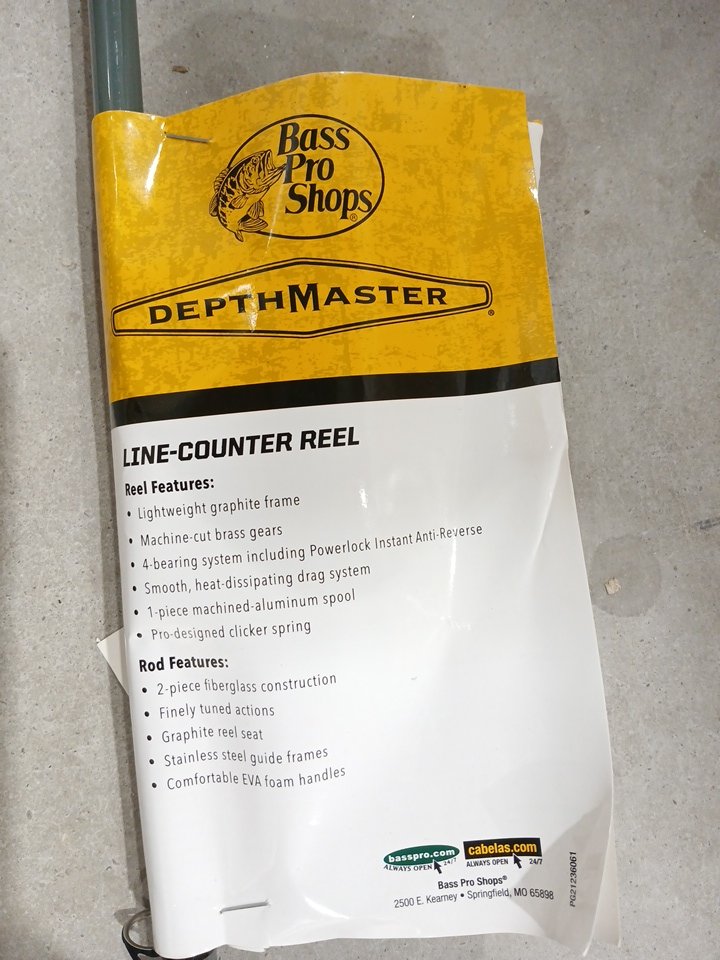 Bass
Pro
Shops®
DEPTHMASTER®
LINE-COUNTER REEL
Reel Features:
• Lightweight graphite frame
• Machine-cut brass gears
• 4-bearing system including Powerlock Instant Anti-Reverse
• Smooth, heat-dissipating drag system
• 1-piece machined-aluminum spool
• Pro-designed clicker spring
Rod Features:
• 2-piece fiberglass construction
• Finely tuned actions
• Graphite reel seat
• Stainless steel guide frames
• Comfortable EVA foam handles
basspro.com
ALWAYS OPEN 24/7
cabelas.com
ALWAYS OPEN 24/7
Bass Pro Shops®
2500 E. Kearney • Springfield, MO 65898
PG21236061